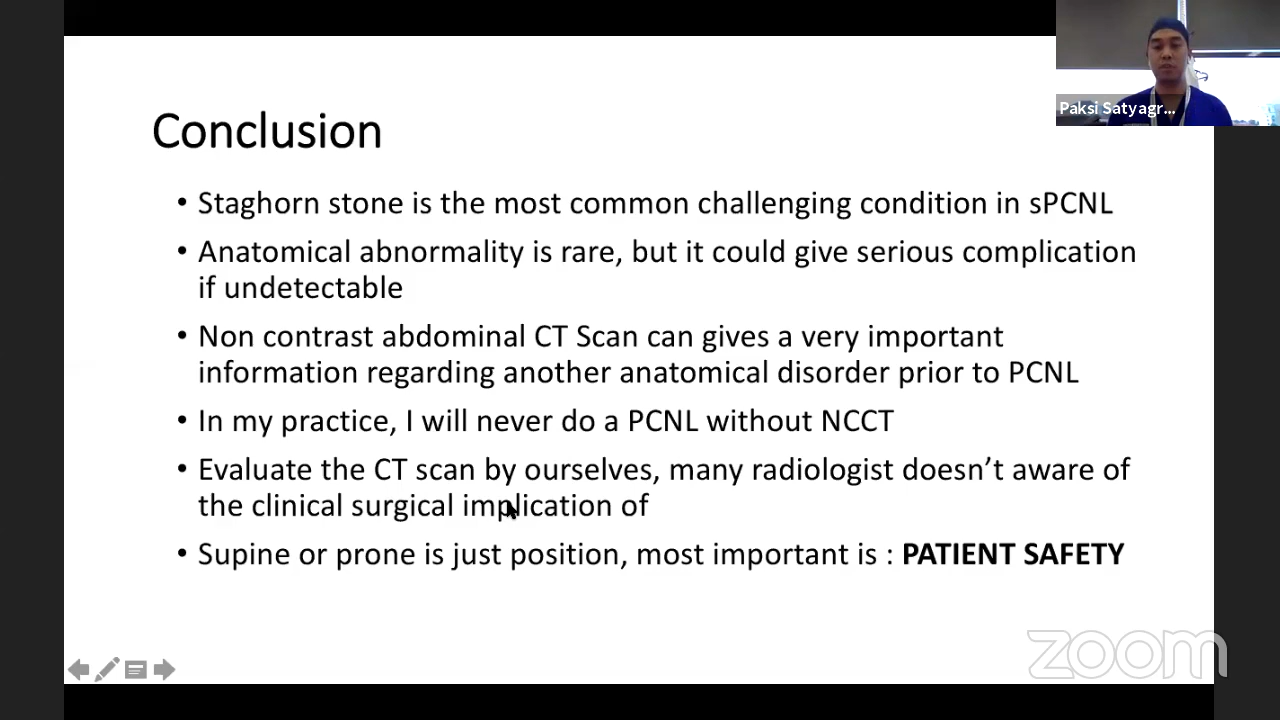 Paksi Satyagr...
Conclusion
• Staghorn stone is the most common challenging condition in sPCNL
• Anatomical abnormality is rare, but it could give serious complication
if undetectable
• Non contrast abdominal CT Scan can gives a very important
information regarding another anatomical disorder prior to PCNL
• In my practice, I will never do a PCNL without NCCT
• Evaluate the CT scan by ourselves, many radiologist doesn’t aware of
the clinical surgical implication of
• Supine or prone is just position, most important is : PATIENT SAFETY
zoom